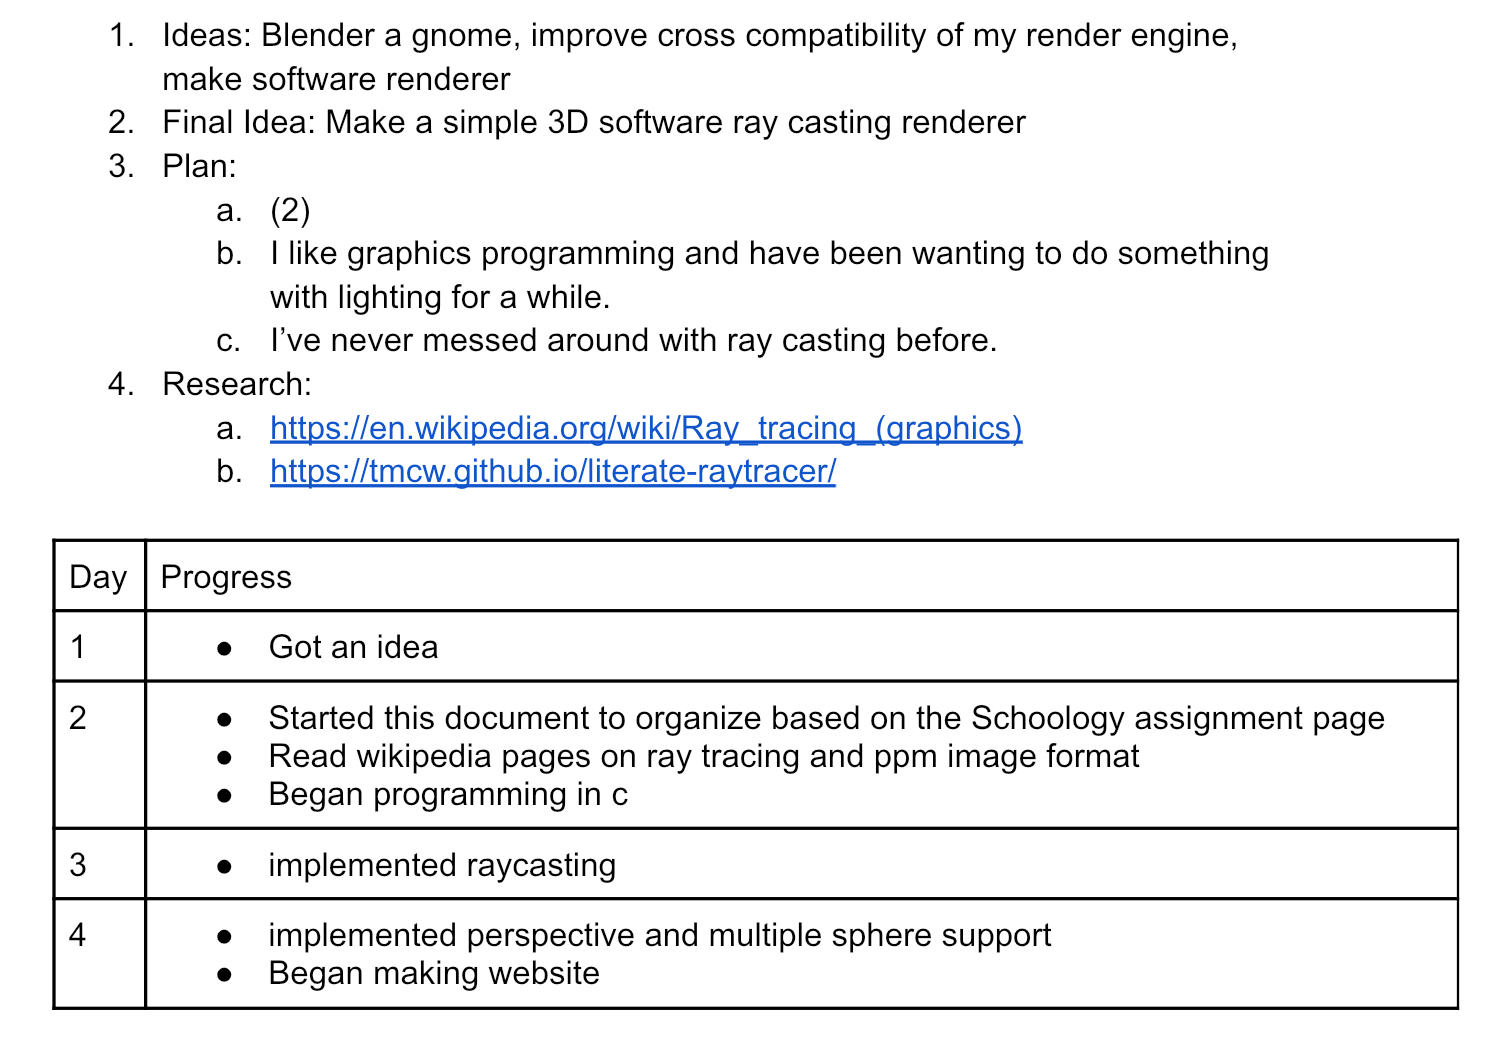 1. Ideas: Blender a gnome, improve cross compatibility of my render engine,
make software renderer
2. Final Idea: Make a simple 3D software ray casting renderer
3. Plan:
a. (2)
b. I like graphics programming and have been wanting to do something
with lighting for a while.
c. I’ve never messed around with ray casting before.
4. Research:
a. https://en.wikipedia.org/wiki/Ray_tracing_(graphics)
b. https://tmcw.github.io/literate-raytracer/
Day Progress
1 ● Got an idea
2 ● Started this document to organize based on the Schoology assignment page
● Read wikipedia pages on ray tracing and ppm image format
● Began programming in c
3 ● implemented raycasting
4 ● implemented perspective and multiple sphere support
● Began making website